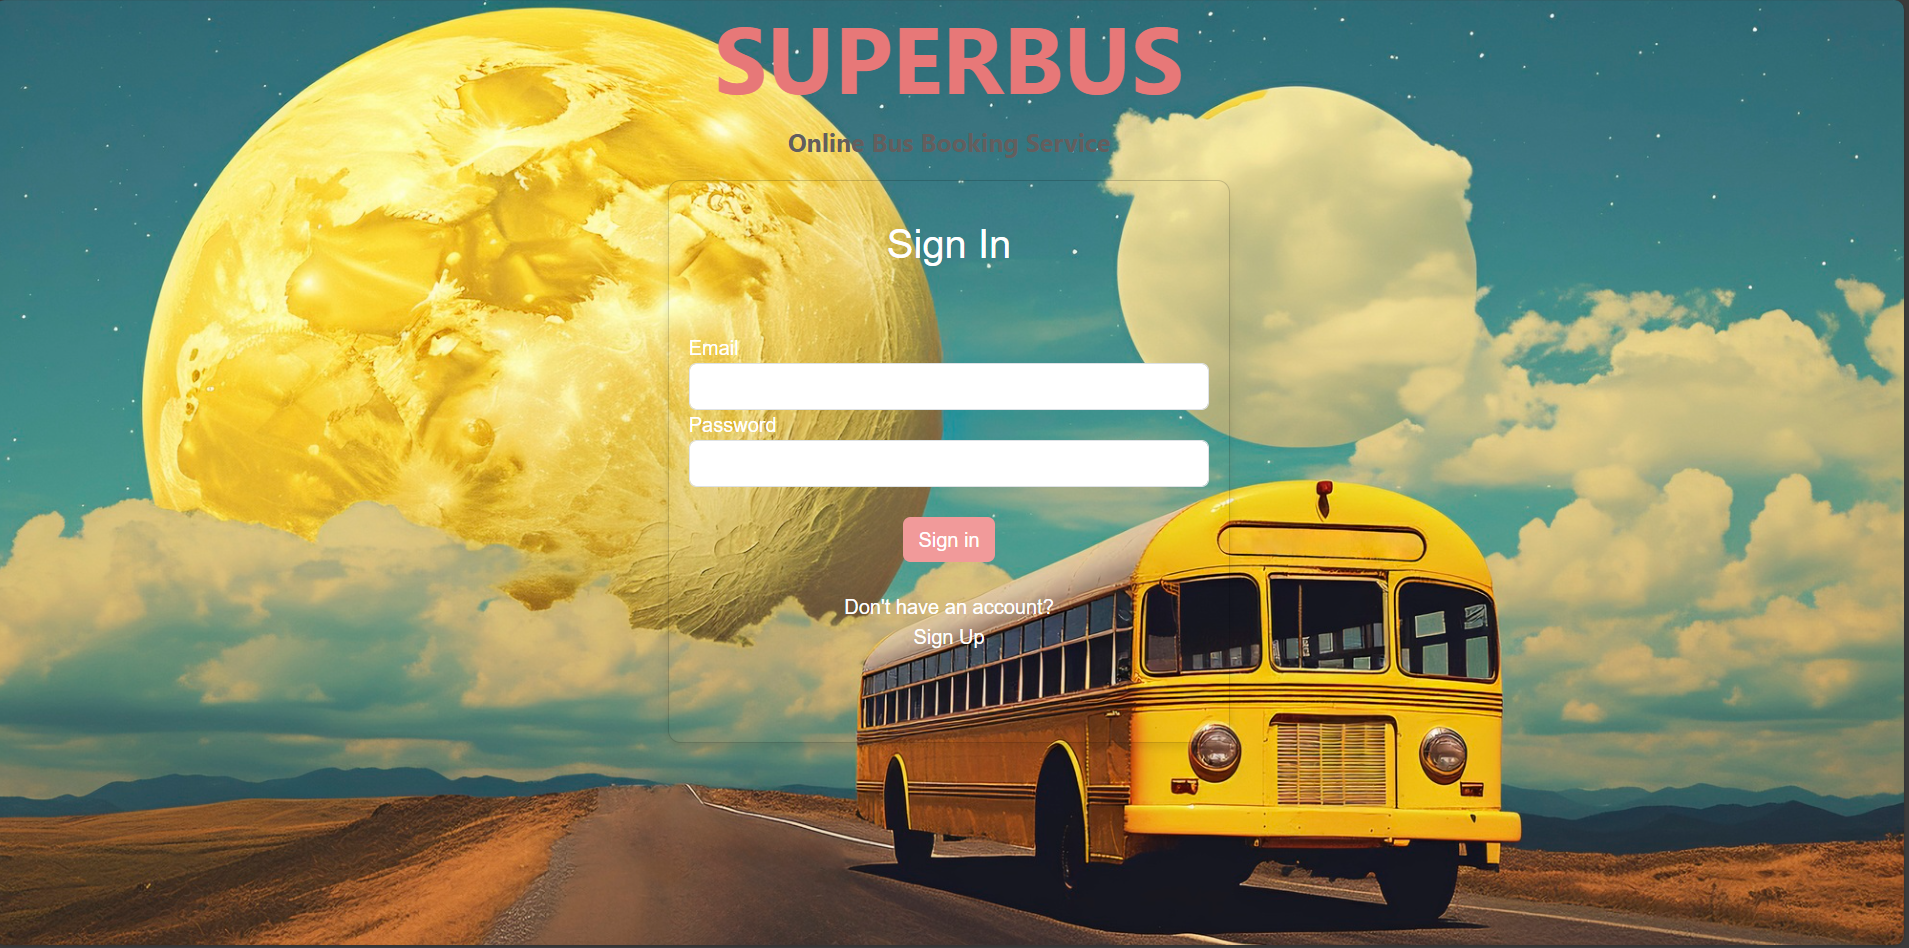 SUPERBUS
Online Bus Booking Service
Sign In
Email
Password
Sign in
Don't have an account?
Sign Up